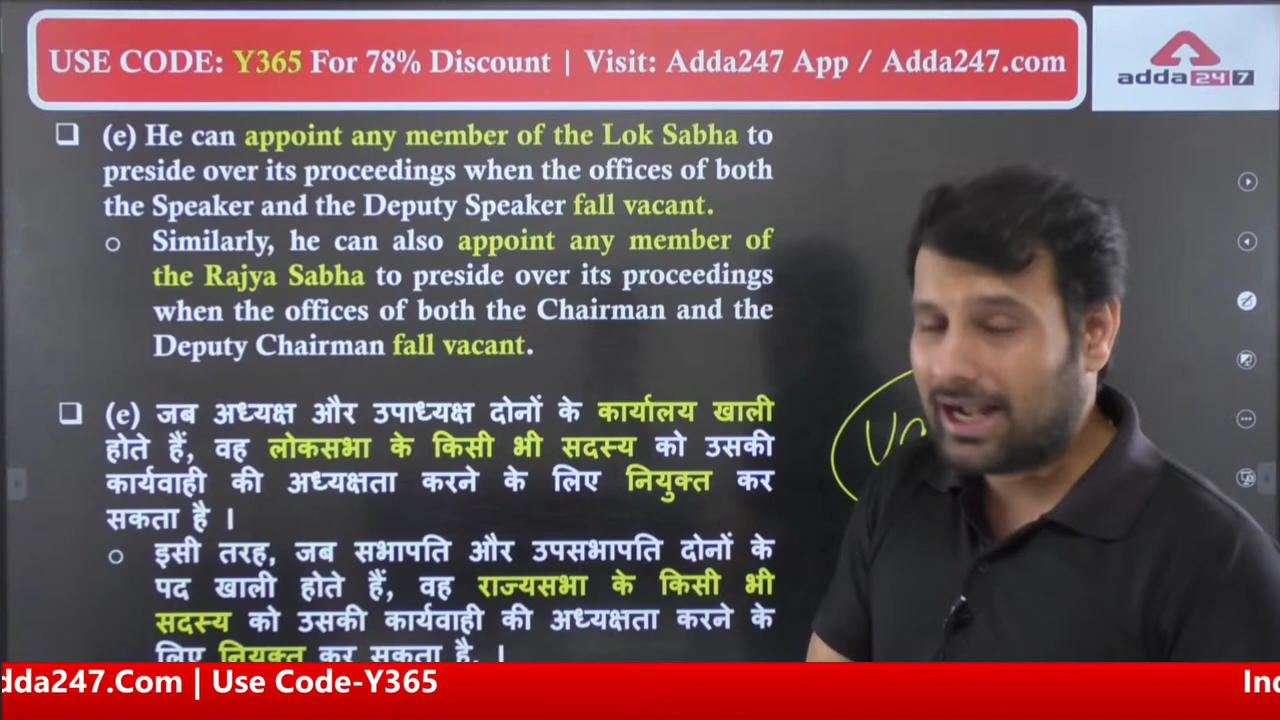 USE CODE: Y365 For 78% Discount | Visit: Adda247 App / Adda247.com
adda247
(e) He can appoint any member of the Lok Sabha to
preside over its proceedings when the offices of both
the Speaker and the Deputy Speaker fall vacant.
Similarly, he can also appoint any member of
the Rajya Sabha to preside over its proceedings
when the offices of both the Chairman and the
Deputy Chairman fall vacant.
(e) जब अध्यक्ष और उपाध्यक्ष दोनों के कार्यालय खाली
होते हैं, वह लोकसभा के किसी भी सदस्य को उसकी
कार्यवाही की अध्यक्षता करने के लिए नियुक्त कर
सकता है ।
इसी तरह, जब सभापति और उपसभापति दोनों के
पद खाली होते हैं, वह राज्यसभा के किसी भी
सदस्य को उसकी कार्यवाही की अध्यक्षता करने के
लिए नियुक्त कर सकता है. ।
dda247.Com | Use Code-Y365